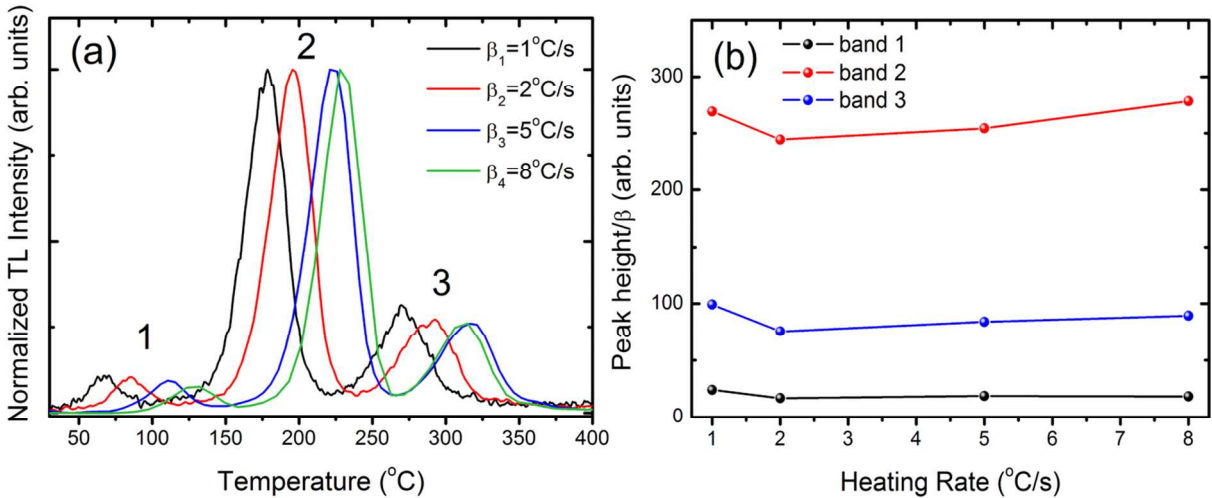 (a)
1
2
3
β₁=1°C/s
β₂=2°C/s
β₃=5°C/s
β₄=8°C/s
Normalized TL Intensity (arb. units)
50 100 150 200 250 300 350 400
Temperature (°C)
(b)
band 1
band 2
band 3
Peak height/β (arb. units)
300
200
100
0
1 2 3 4 5 6 7 8
Heating Rate (°C/s)